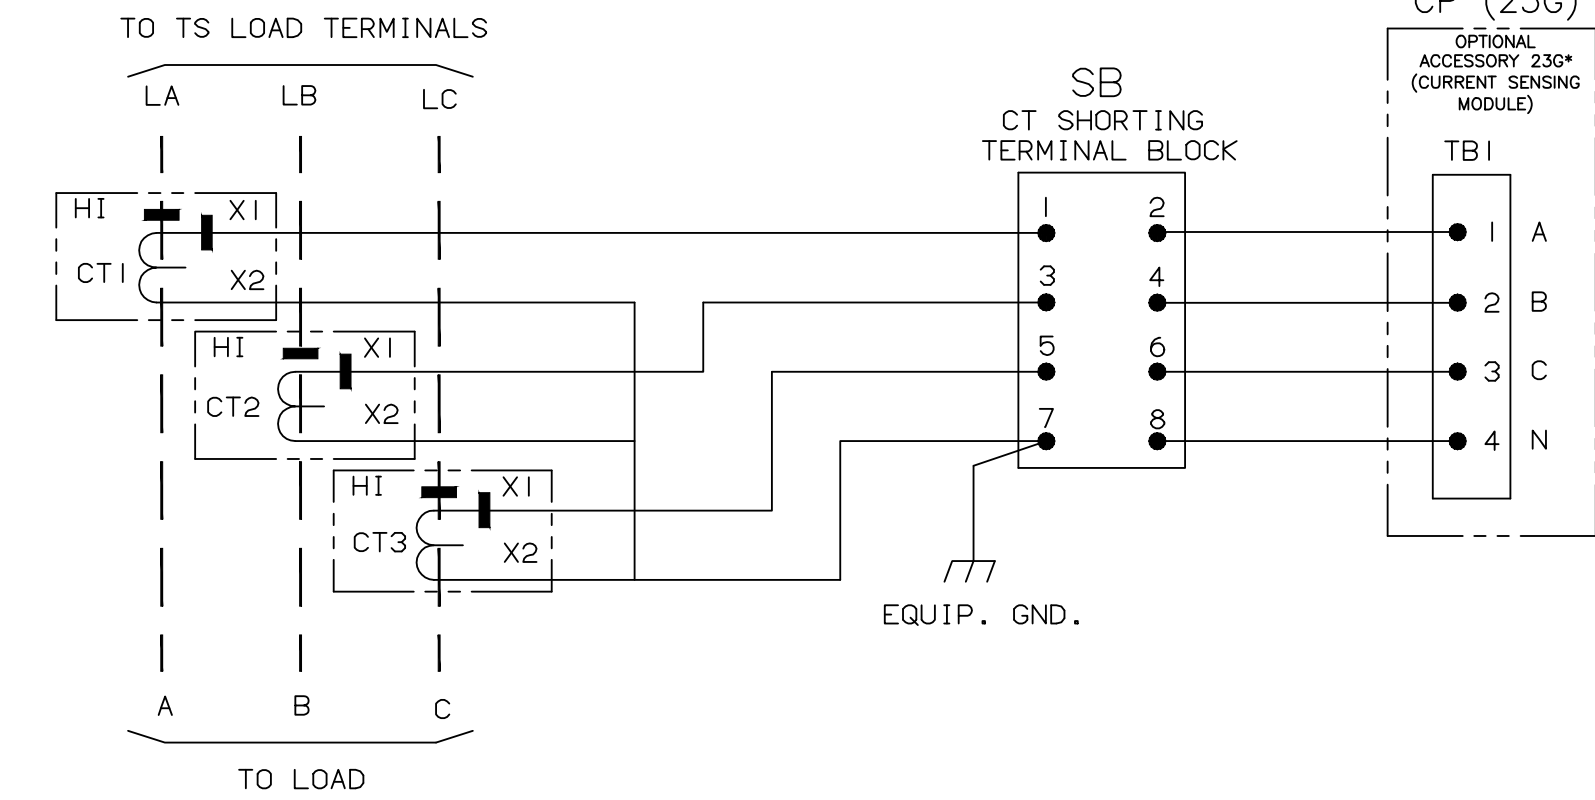 TO TS LOAD TERMINALS
LA LB LC
CP (23G)
OPTIONAL
ACCESSORY 23G*
(CURRENT SENSING
MODULE)
SB
CT SHORTING
TERMINAL BLOCK
TB1
H1 X1
CT1 X2
H1 X1
CT2 X2
H1 X1
CT3 X2
1 2
3 4
5 6
7 8
1 A
2 B
3 C
4 N
EQUIP. GND.
A B C
TO LOAD